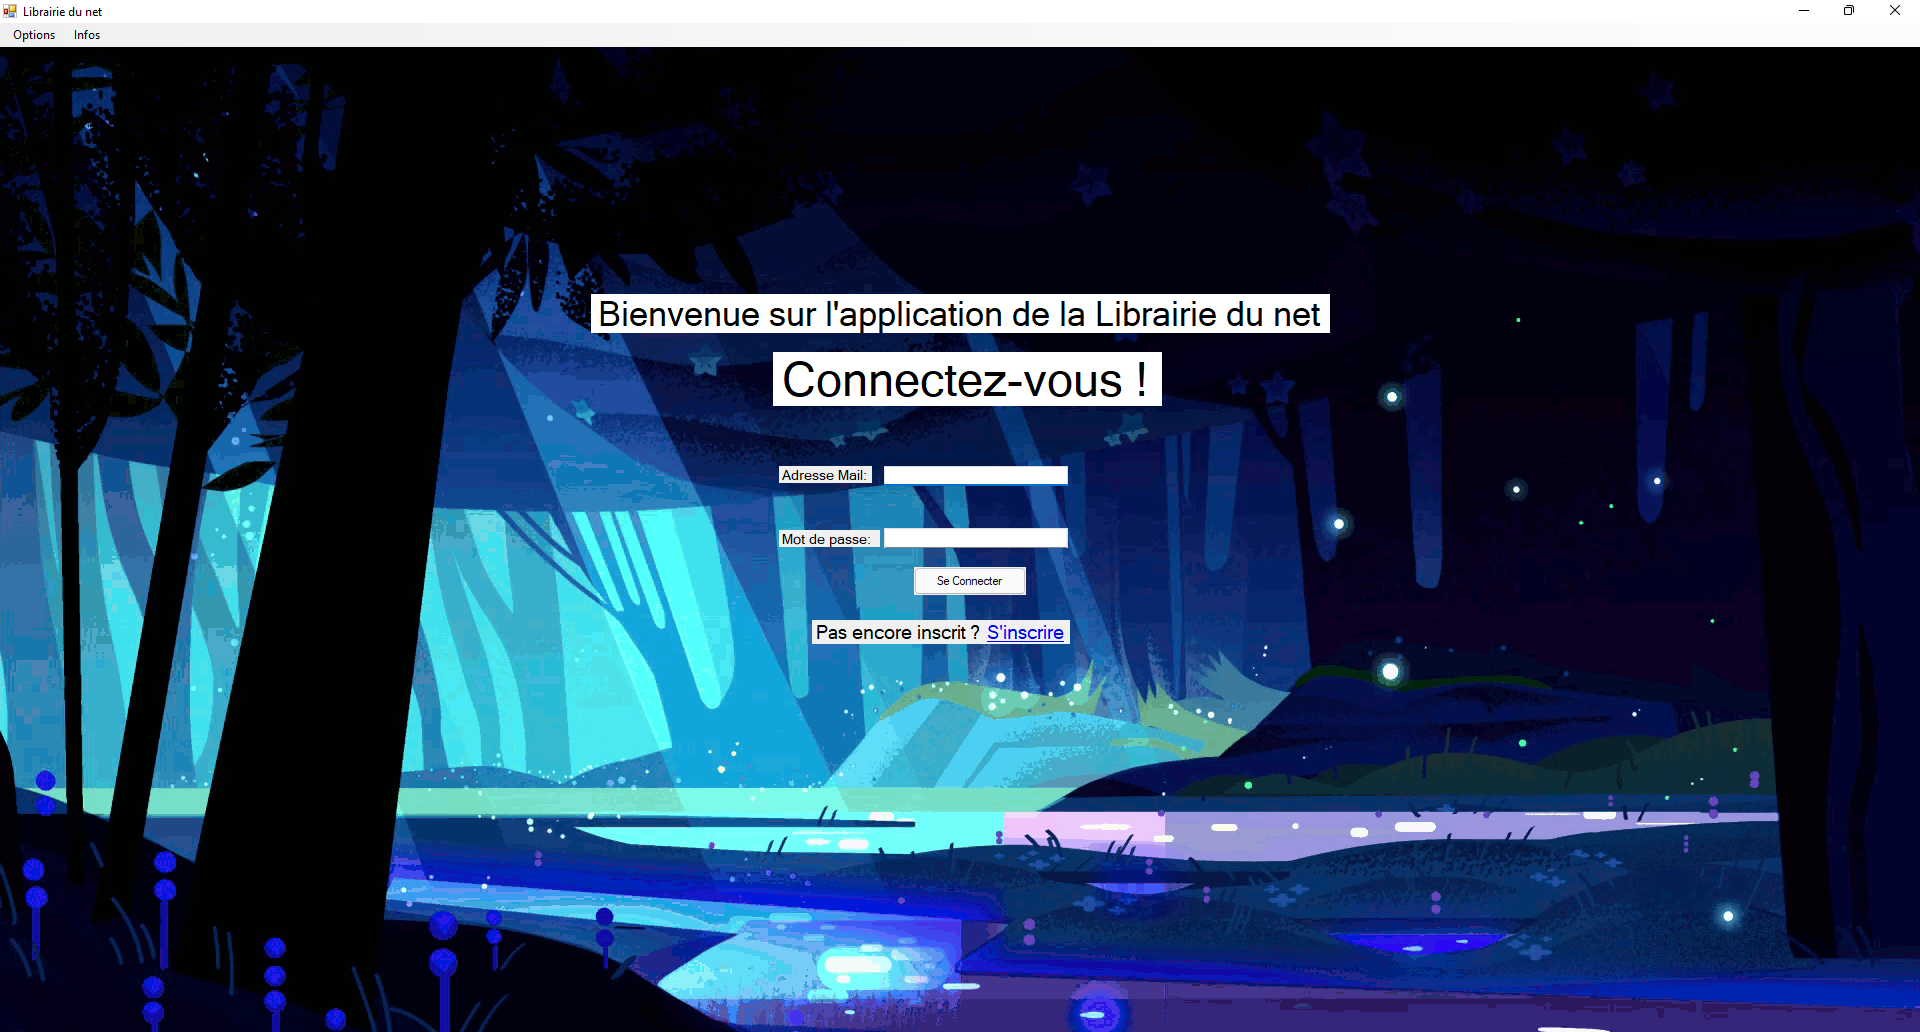 Librairie du net
Options Infos
Bienvenue sur l'application de la Librairie du net
Connectez-vous !
Adresse Mail:
Mot de passe:
Se Connecter
Pas encore inscrit ? S'inscrire